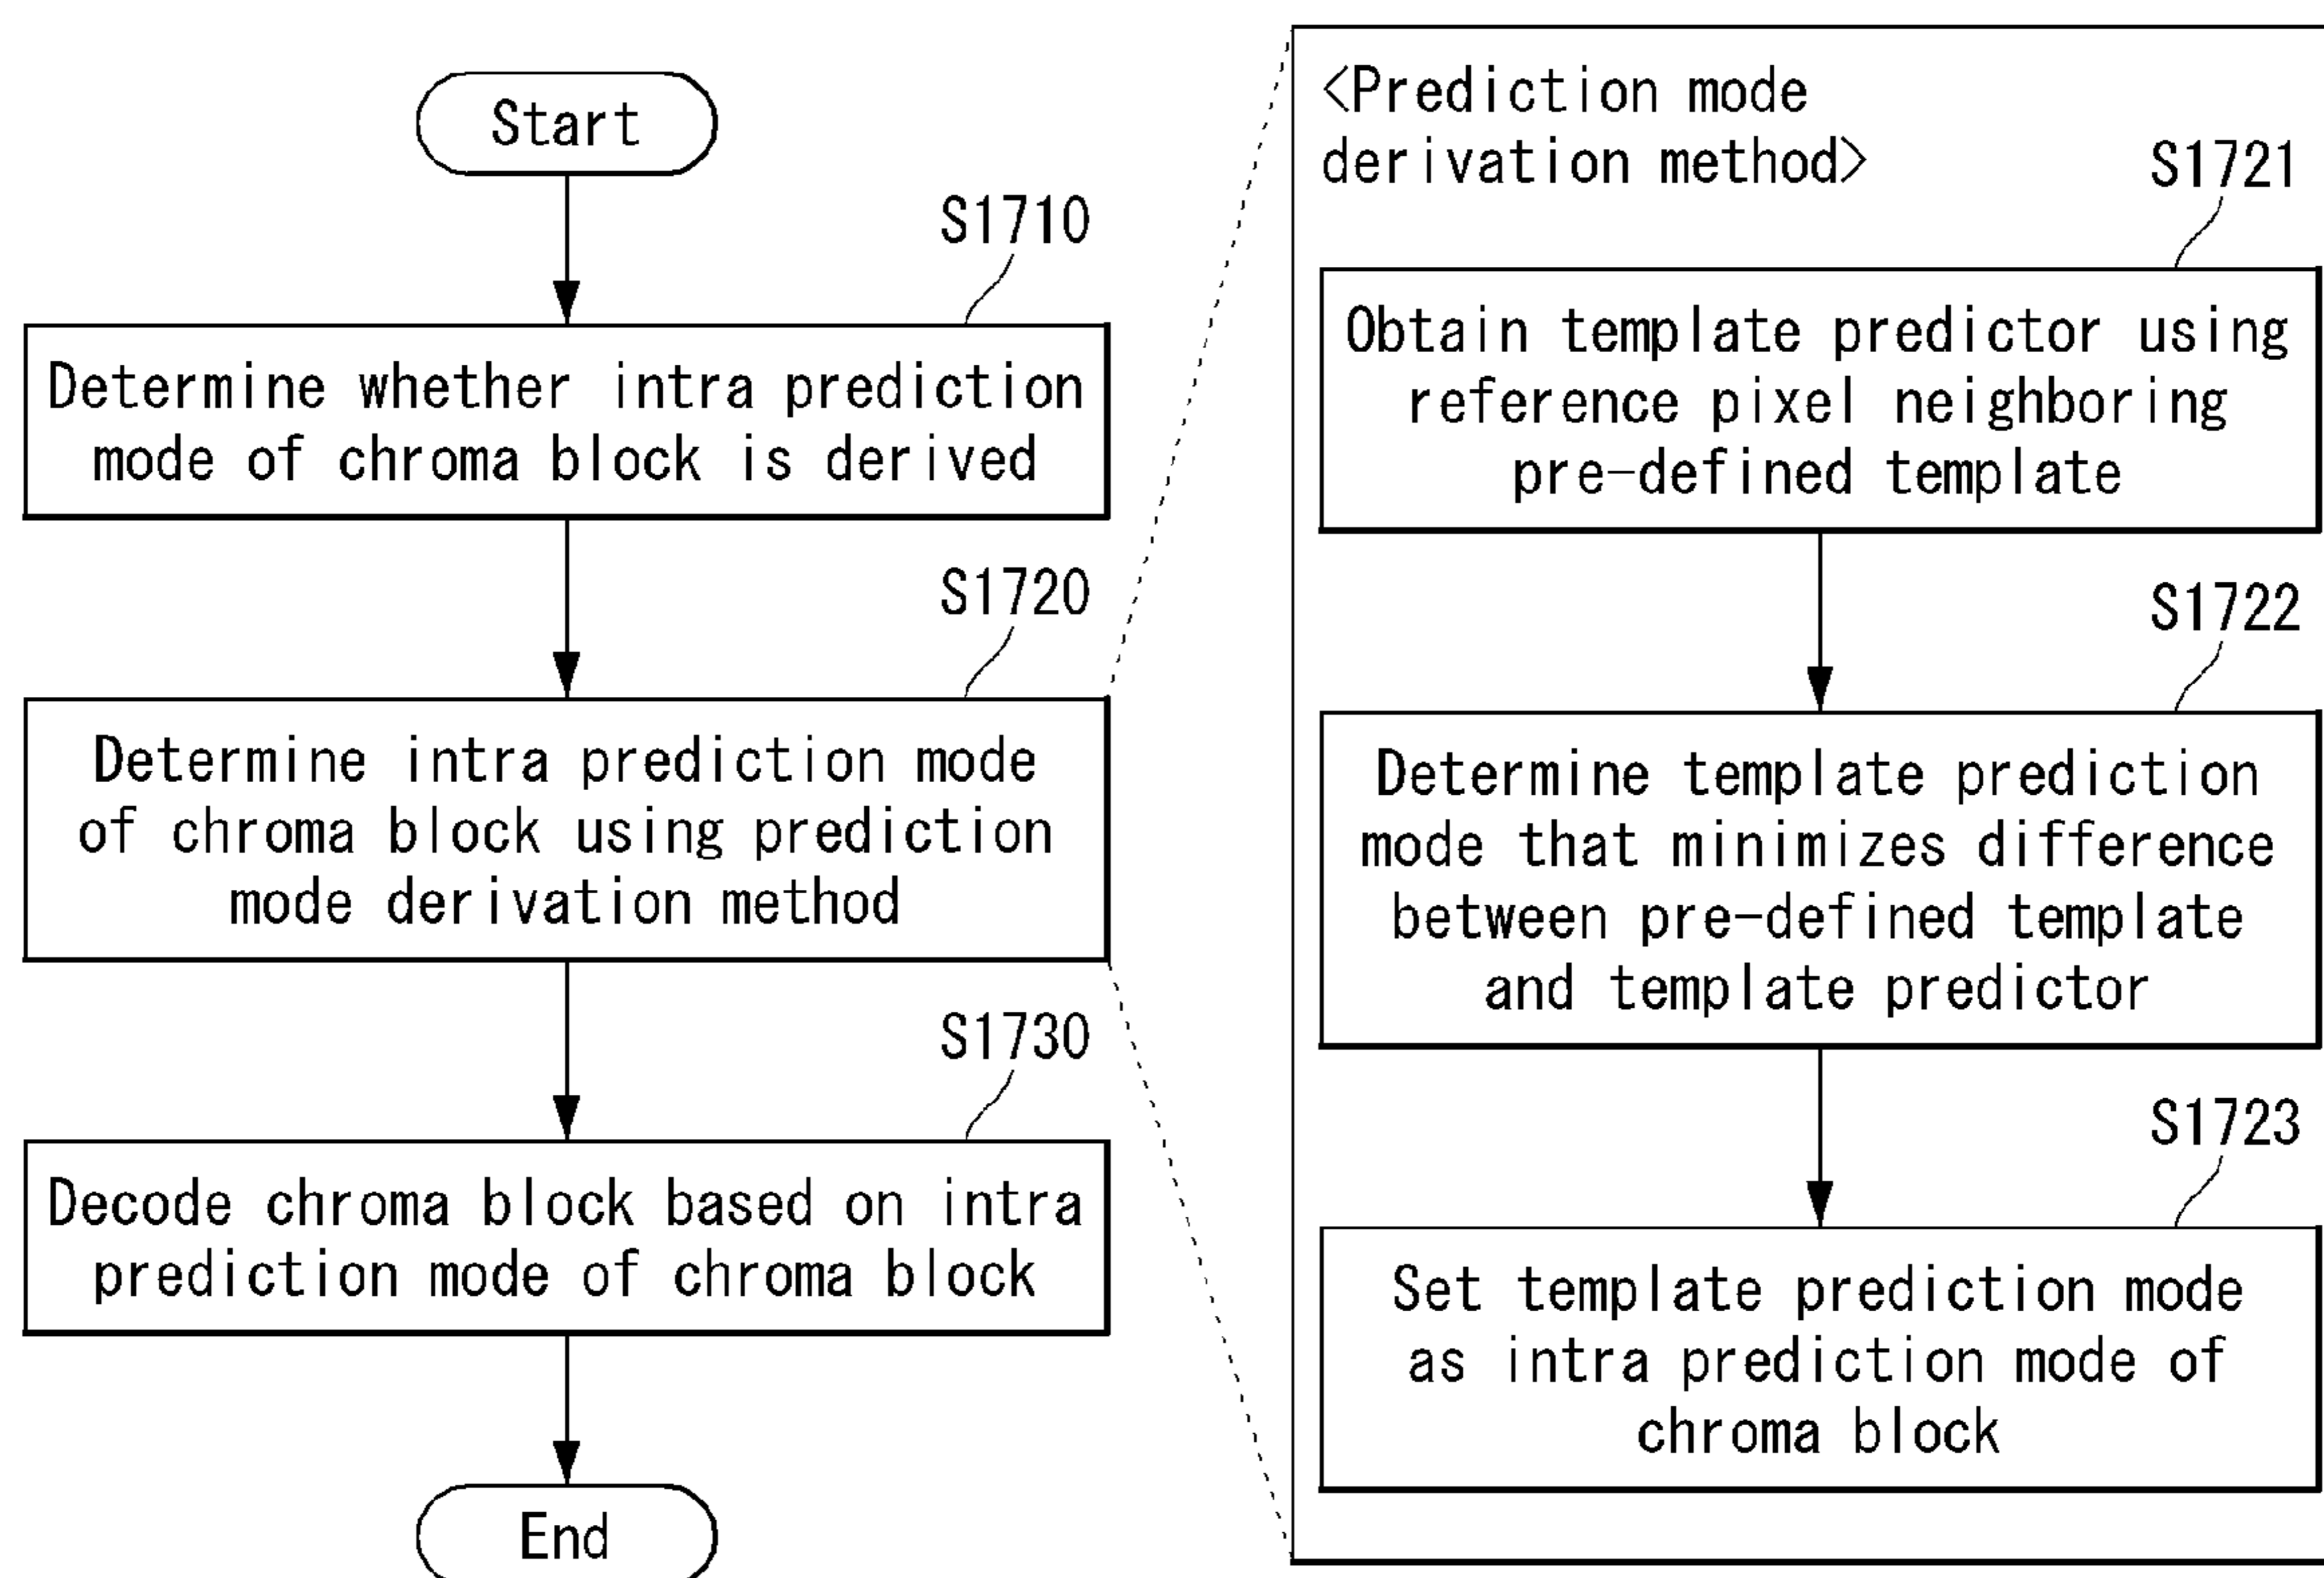 Start
S1710
Determine whether intra prediction
mode of chroma block is derived
S1720
Determine intra prediction mode
of chroma block using prediction
mode derivation method
S1730
Decode chroma block based on intra
prediction mode of chroma block
End
<Prediction mode
derivation method>
S1721
Obtain template predictor using
reference pixel neighboring
pre-defined template
S1722
Determine template prediction
mode that minimizes difference
between pre-defined template
and template predictor
S1723
Set template prediction mode
as intra prediction mode of
chroma block